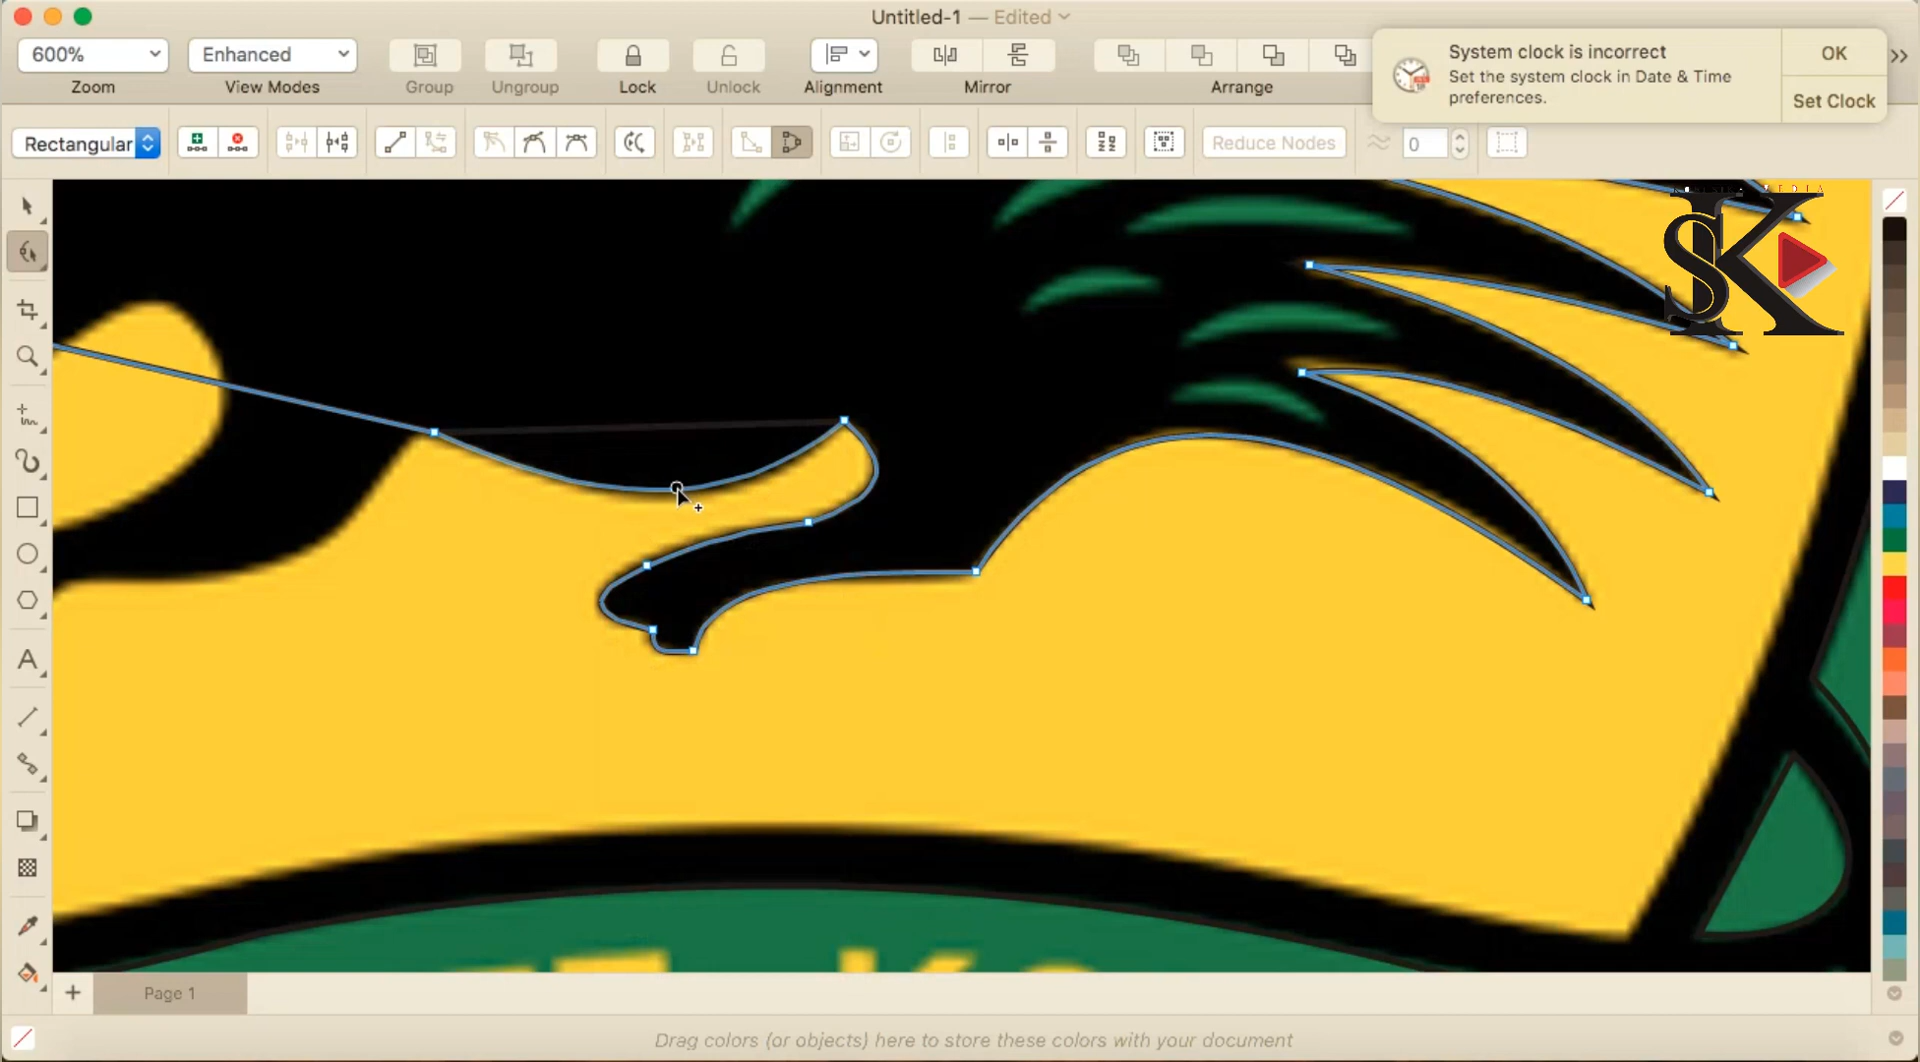 Untitled-1 — Edited
600%
Enhanced
Zoom
View Modes
Group
Ungroup
Lock
Unlock
Alignment
Mirror
Arrange
System clock is incorrect
Set the system clock in Date & Time
preferences.
OK
Set Clock
Rectangular
Reduce Nodes
0
SK
A
Page 1
Drag colors (or objects) here to store these colors with your document